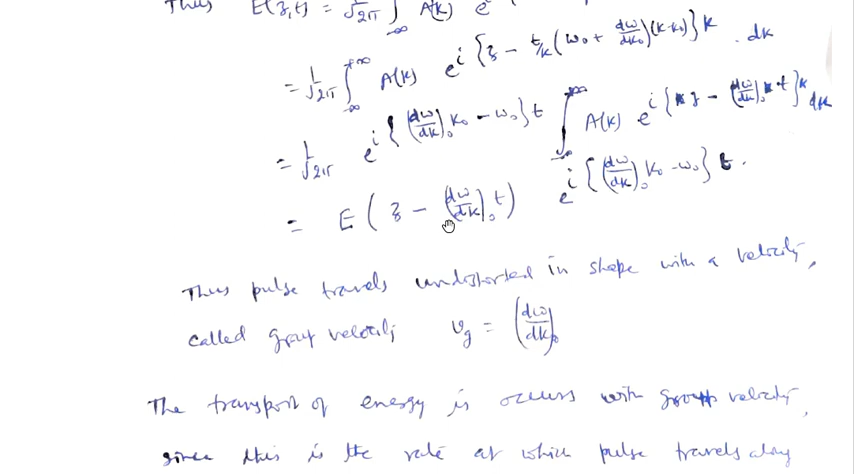 Thus E(z,t) = 1/√2π ∫_{-∞} A(k) e^{i
= 1/√2π ∫_{-∞}^{+∞} A(k) e^{i{z - t/k(ω₀ + dω/dk₀)(k-k₀)}k} . dk
= 1/√2π e^{i{(dω/dk)₀ k₀ - ω₀}t} ∫_{-∞}^{+∞} A(k) e^{i{z - (dω/dk)₀ t}k} dk
= E(z - (dω/dk)₀ t) e^{i{(dω/dk)₀ k₀ - ω₀}t}.
Thus pulse travels undistorted in shape with a velocity,
called group velocity v_g = (dω/dk)₀
The transport of energy is occurs with group velocity,
since this is the rate at which pulse travels along